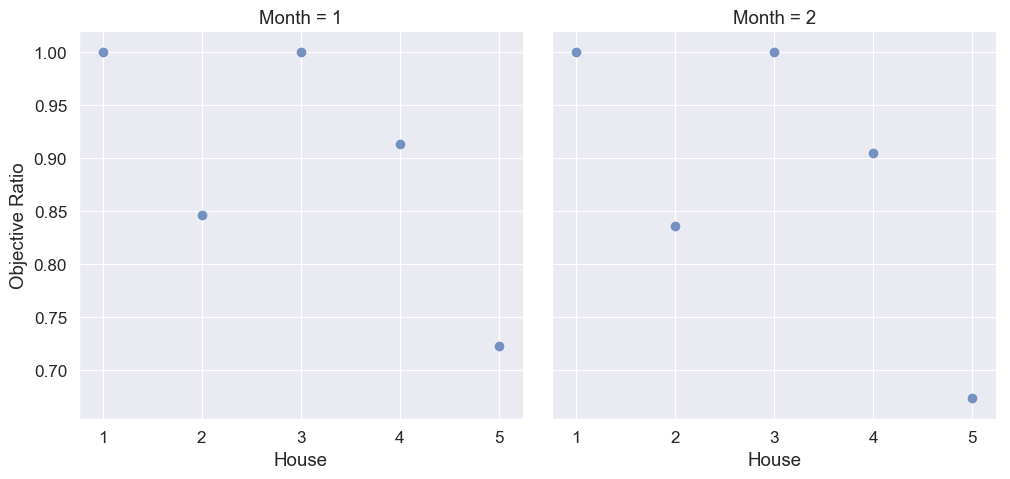 Month = 1
Month = 2
Objective Ratio
1.00
0.95
0.90
0.85
0.80
0.75
0.70
1 2 3 4 5
1 2 3 4 5
House
House